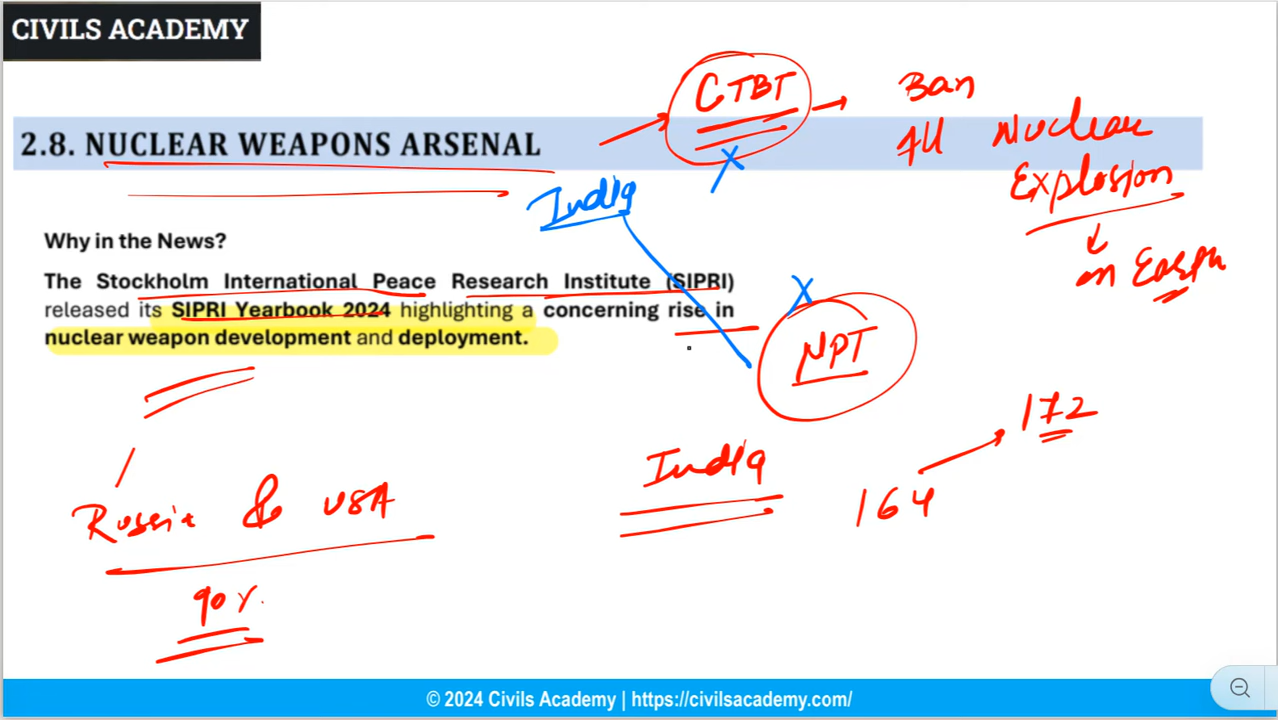 CIVILS ACADEMY
CTBT
Ban
All Nuclear
Explosion
on Earth
2.8. NUCLEAR WEAPONS ARSENAL
India
Why in the News?
The Stockholm International Peace Research Institute (SIPRI)
released its SIPRI Yearbook 2024 highlighting a concerning rise in
nuclear weapon development and deployment.
X
X
NPT
India
164
172
Russia & USA
90%
© 2024 Civils Academy | https://civilsacademy.com/